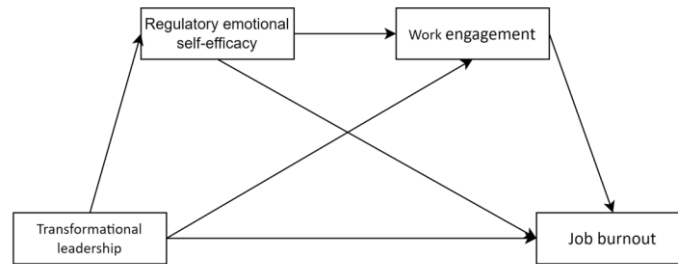 Regulatory emotional
self-efficacy
Work engagement
Transformational
leadership
Job burnout